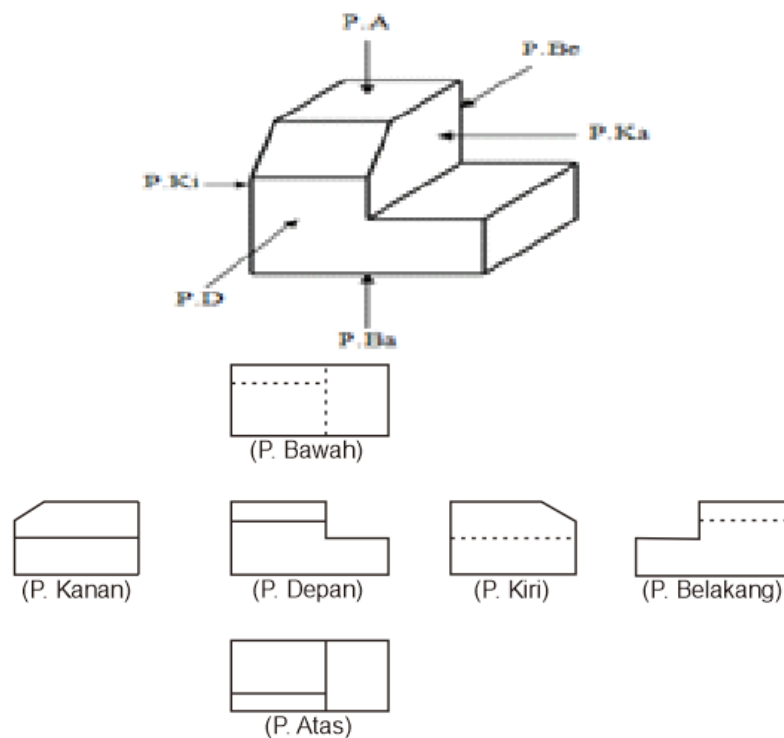 P.A
P.Be
P.Ka
P.Ki
P.D
P.Ba
(P. Bawah)
(P. Kanan)
(P. Depan)
(P. Kiri)
(P. Belakang)
(P. Atas)